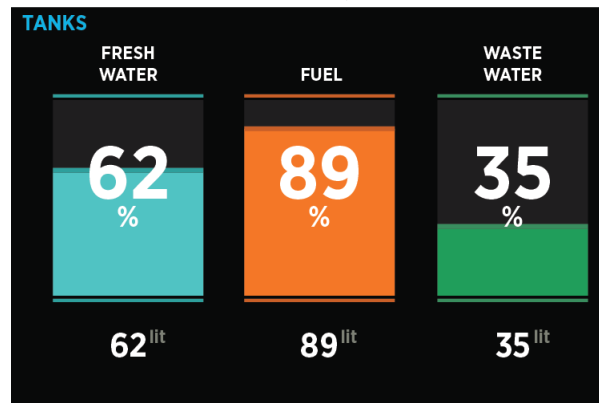 TANKS
FRESH
WATER
FUEL
WASTE
WATER
62
%
89
%
35
%
62 lit
89 lit
35 lit